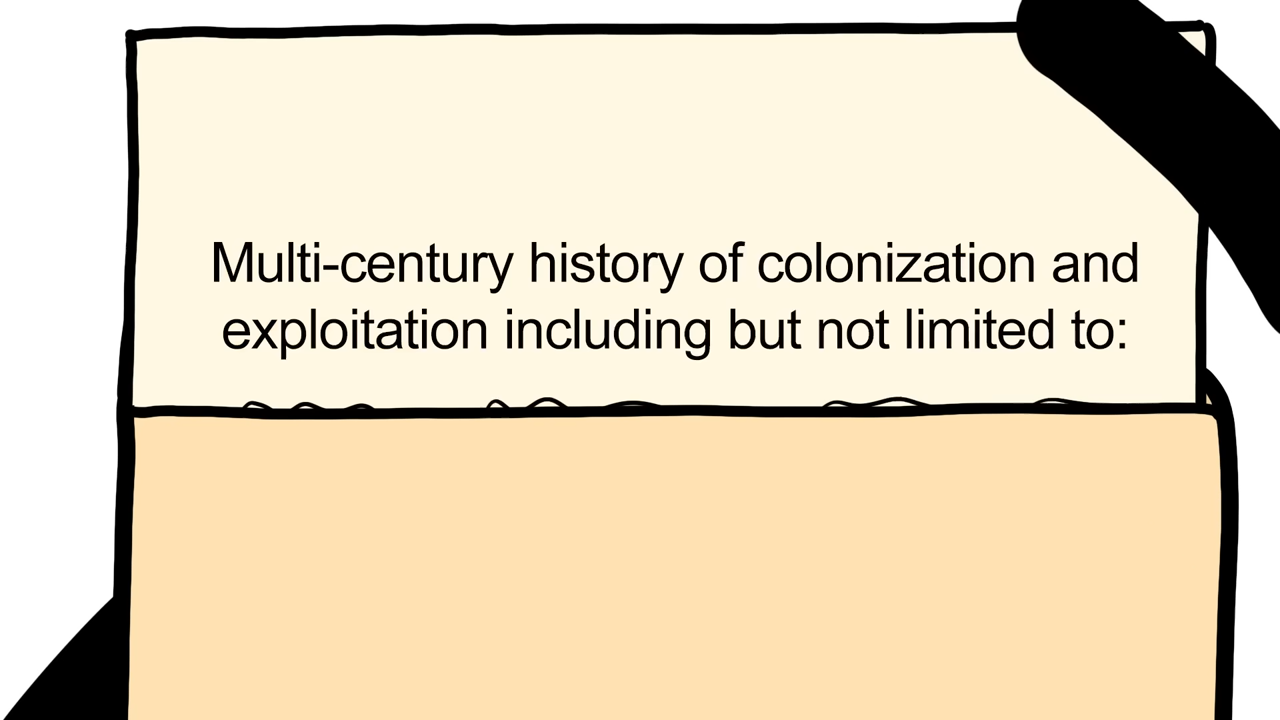 Multi-century history of colonization and
exploitation including but not limited to: